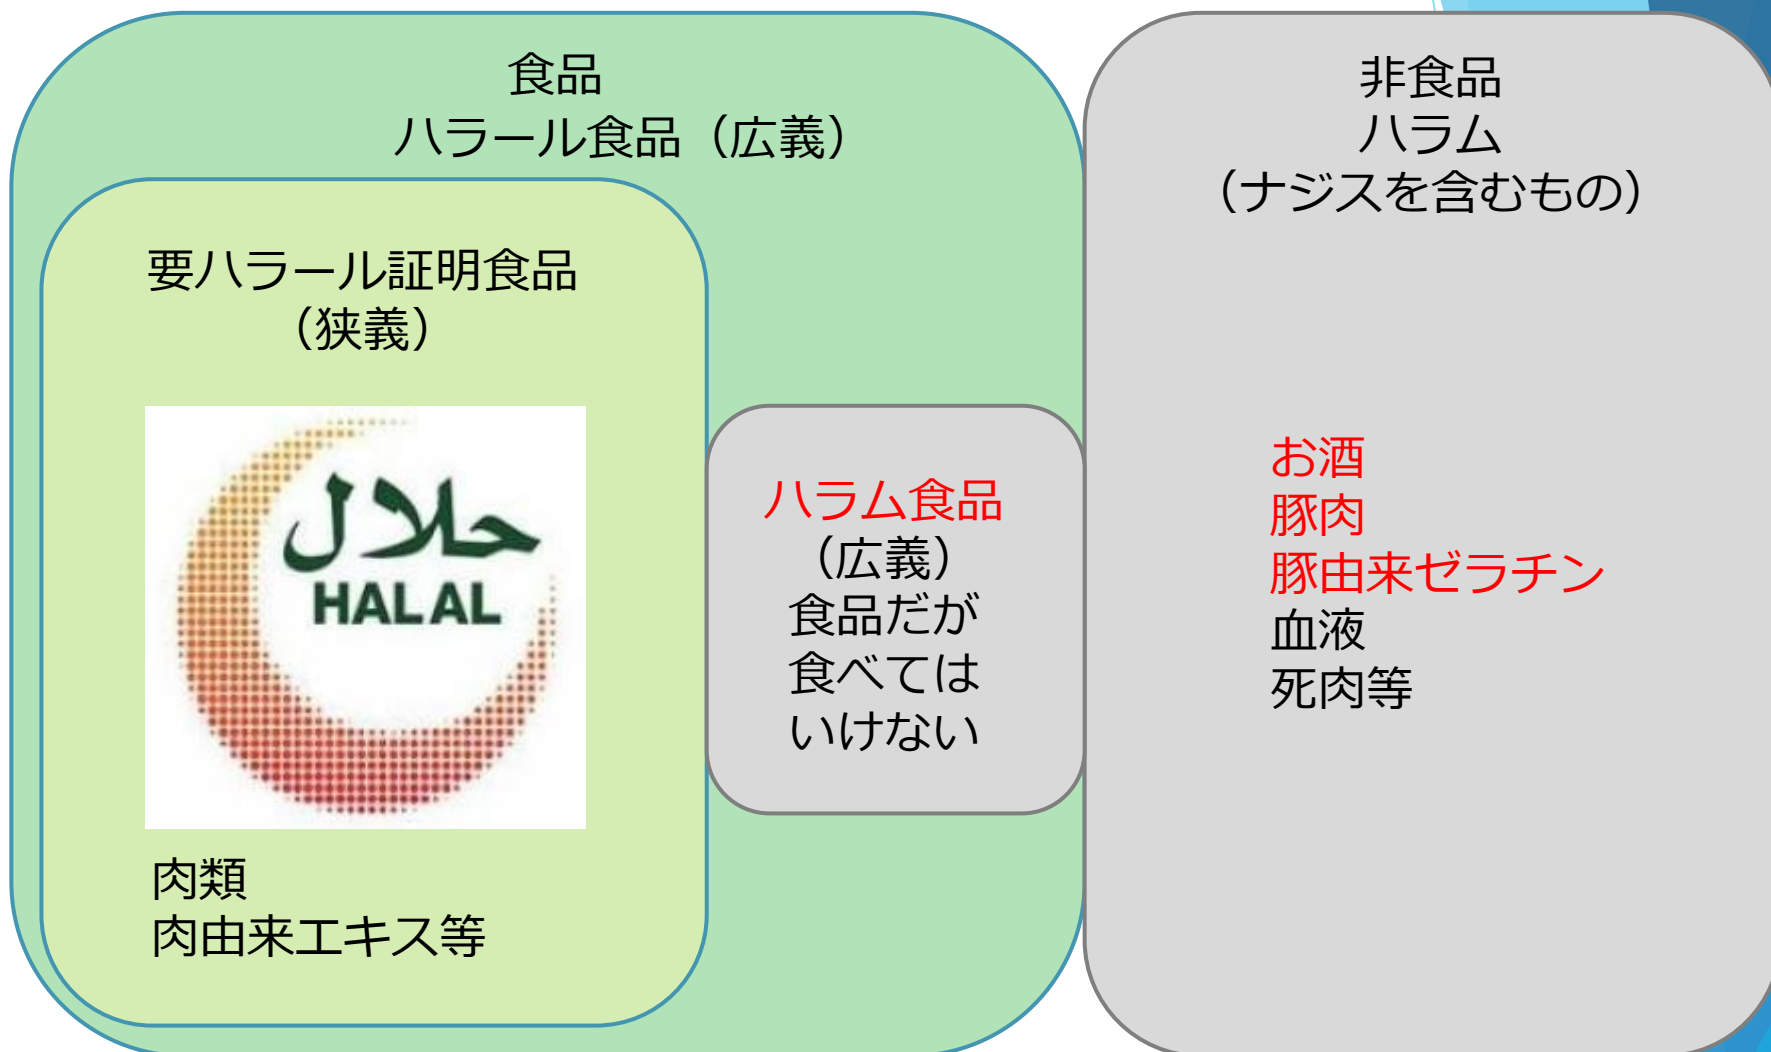 食品
ハラール食品（広義）
要ハラール証明食品
（狭義）
حلال
HALAL
肉類
肉由来エキス等
ハラム食品
（広義）
食品だが
食べては
いけない
非食品
ハラム
（ナジスを含むもの）
お酒
豚肉
豚由来ゼラチン
血液
死肉等